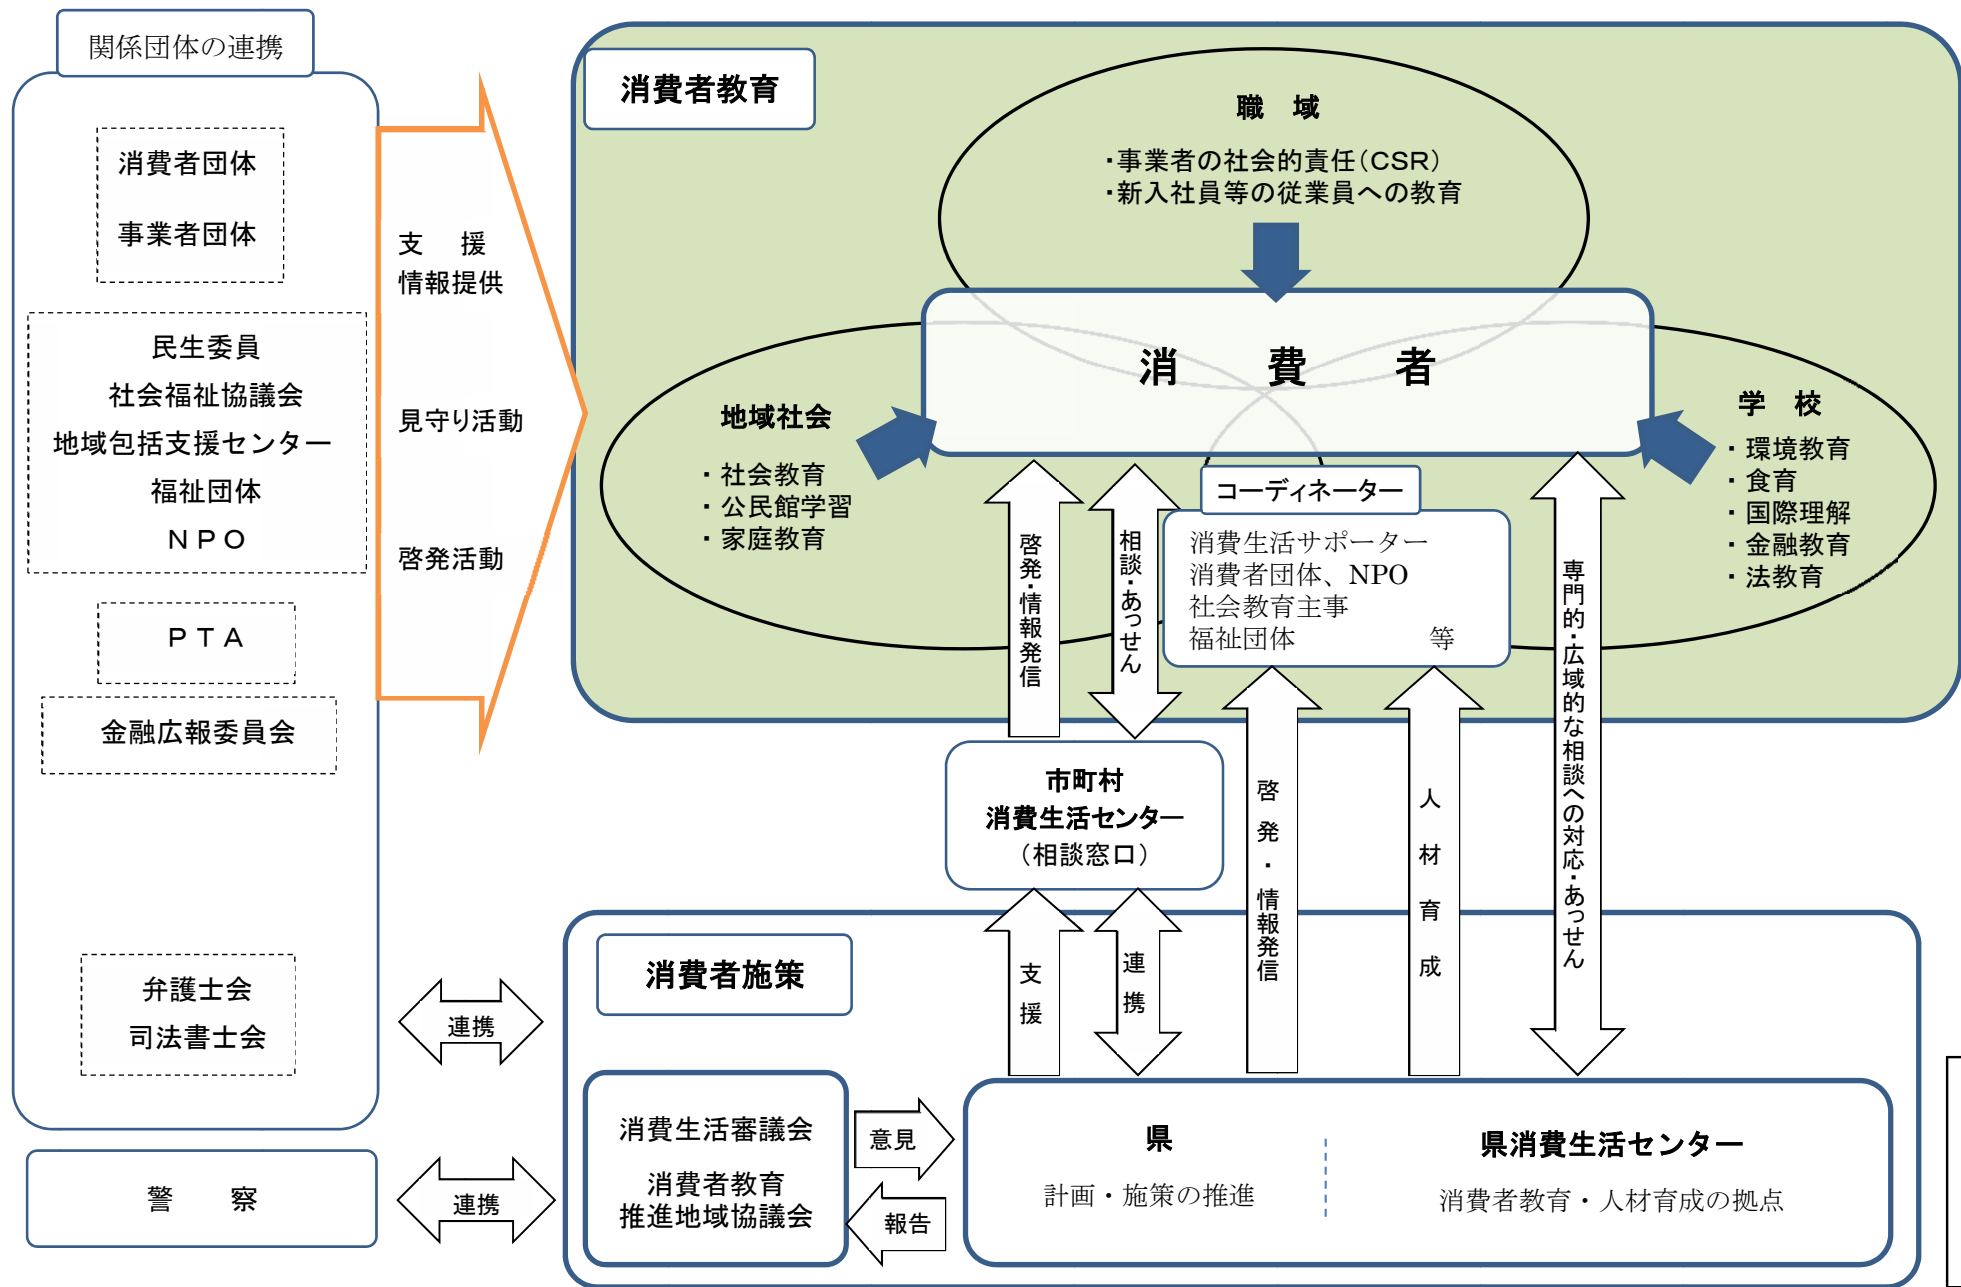 関係団体の連携
消費者団体
事業者団体
民生委員
社会福祉協議会
地域包括支援センター
福祉団体
NPO
PTA
金融広報委員会
弁護士会
司法書士会
警　察
支　援
情報提供
見守り活動
啓発活動
連携
連携
消費者教育
職　域
・事業者の社会的責任（CSR）
・新入社員等の従業員への教育
消　費　者
地域社会
・社会教育
・公民館学習
・家庭教育
学　校
・環境教育
・食育
・国際理解
・金融教育
・法教育
コーディネーター
消費生活サポーター
消費者団体、NPO
社会教育主事
福祉団体　等
啓発・情報発信
相談・あっせん
専門的・広域的な相談への対応・あっせん
市町村
消費生活センター
（相談窓口）
啓発・情報発信
人材育成
消費者施策
支援
連携
消費生活審議会
消費者教育
推進地域協議会
意見
報告
県
計画・施策の推進
県消費生活センター
消費者教育・人材育成の拠点